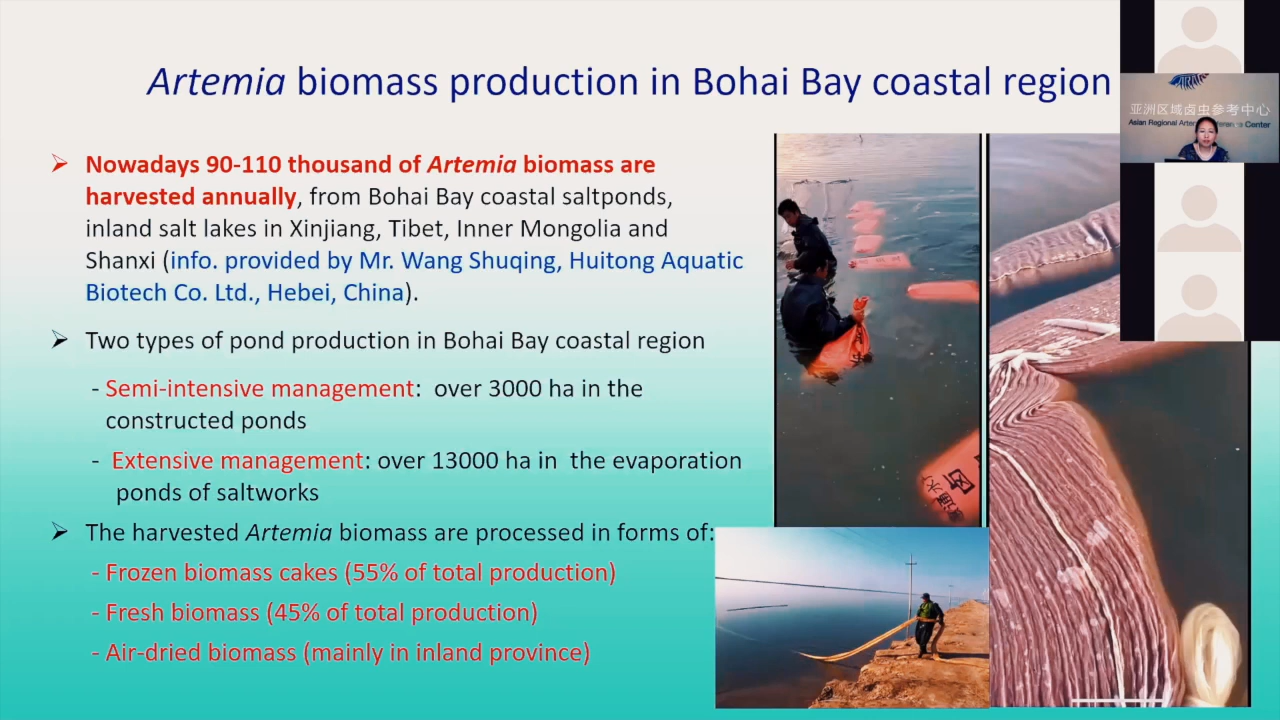 Artemia biomass production in Bohai Bay coastal region
亚洲区域卤虫参考中心
Asian Regional
Center
➢ Nowadays 90-110 thousand of Artemia biomass are
harvested annually, from Bohai Bay coastal saltponds,
inland salt lakes in Xinjiang, Tibet, Inner Mongolia and
Shanxi (info. provided by Mr. Wang Shuqing, Huitong Aquatic
Biotech Co. Ltd., Hebei, China).
➢ Two types of pond production in Bohai Bay coastal region
- Semi-intensive management: over 3000 ha in the
constructed ponds
- Extensive management: over 13000 ha in the evaporation
ponds of saltworks
➢ The harvested Artemia biomass are processed in forms of:
- Frozen biomass cakes (55% of total production)
- Fresh biomass (45% of total production)
- Air-dried biomass (mainly in inland province)